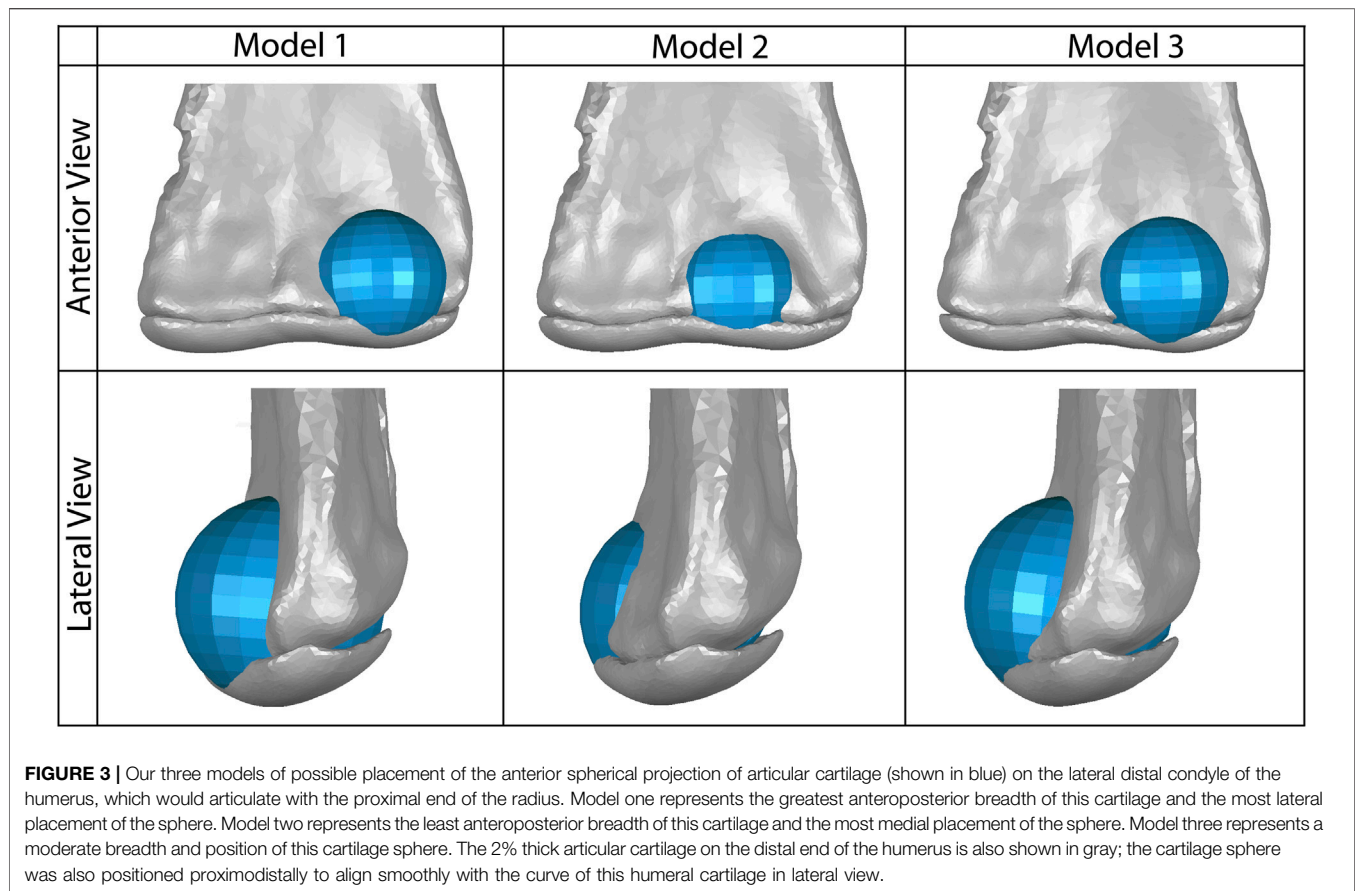 Model 1 Model 2 Model 3
Anterior View
Lateral View
FIGURE 3 | Our three models of possible placement of the anterior spherical projection of articular cartilage (shown in blue) on the lateral distal condyle of the
humerus, which would articulate with the proximal end of the radius. Model one represents the greatest anteroposterior breadth of this cartilage and the most lateral
placement of the sphere. Model two represents the least anteroposterior breadth of this cartilage and the most medial placement of the sphere. Model three represents a
moderate breadth and position of this cartilage sphere. The 2% thick articular cartilage on the distal end of the humerus is also shown in gray; the cartilage sphere
was also positioned proximodistally to align smoothly with the curve of this humeral cartilage in lateral view.